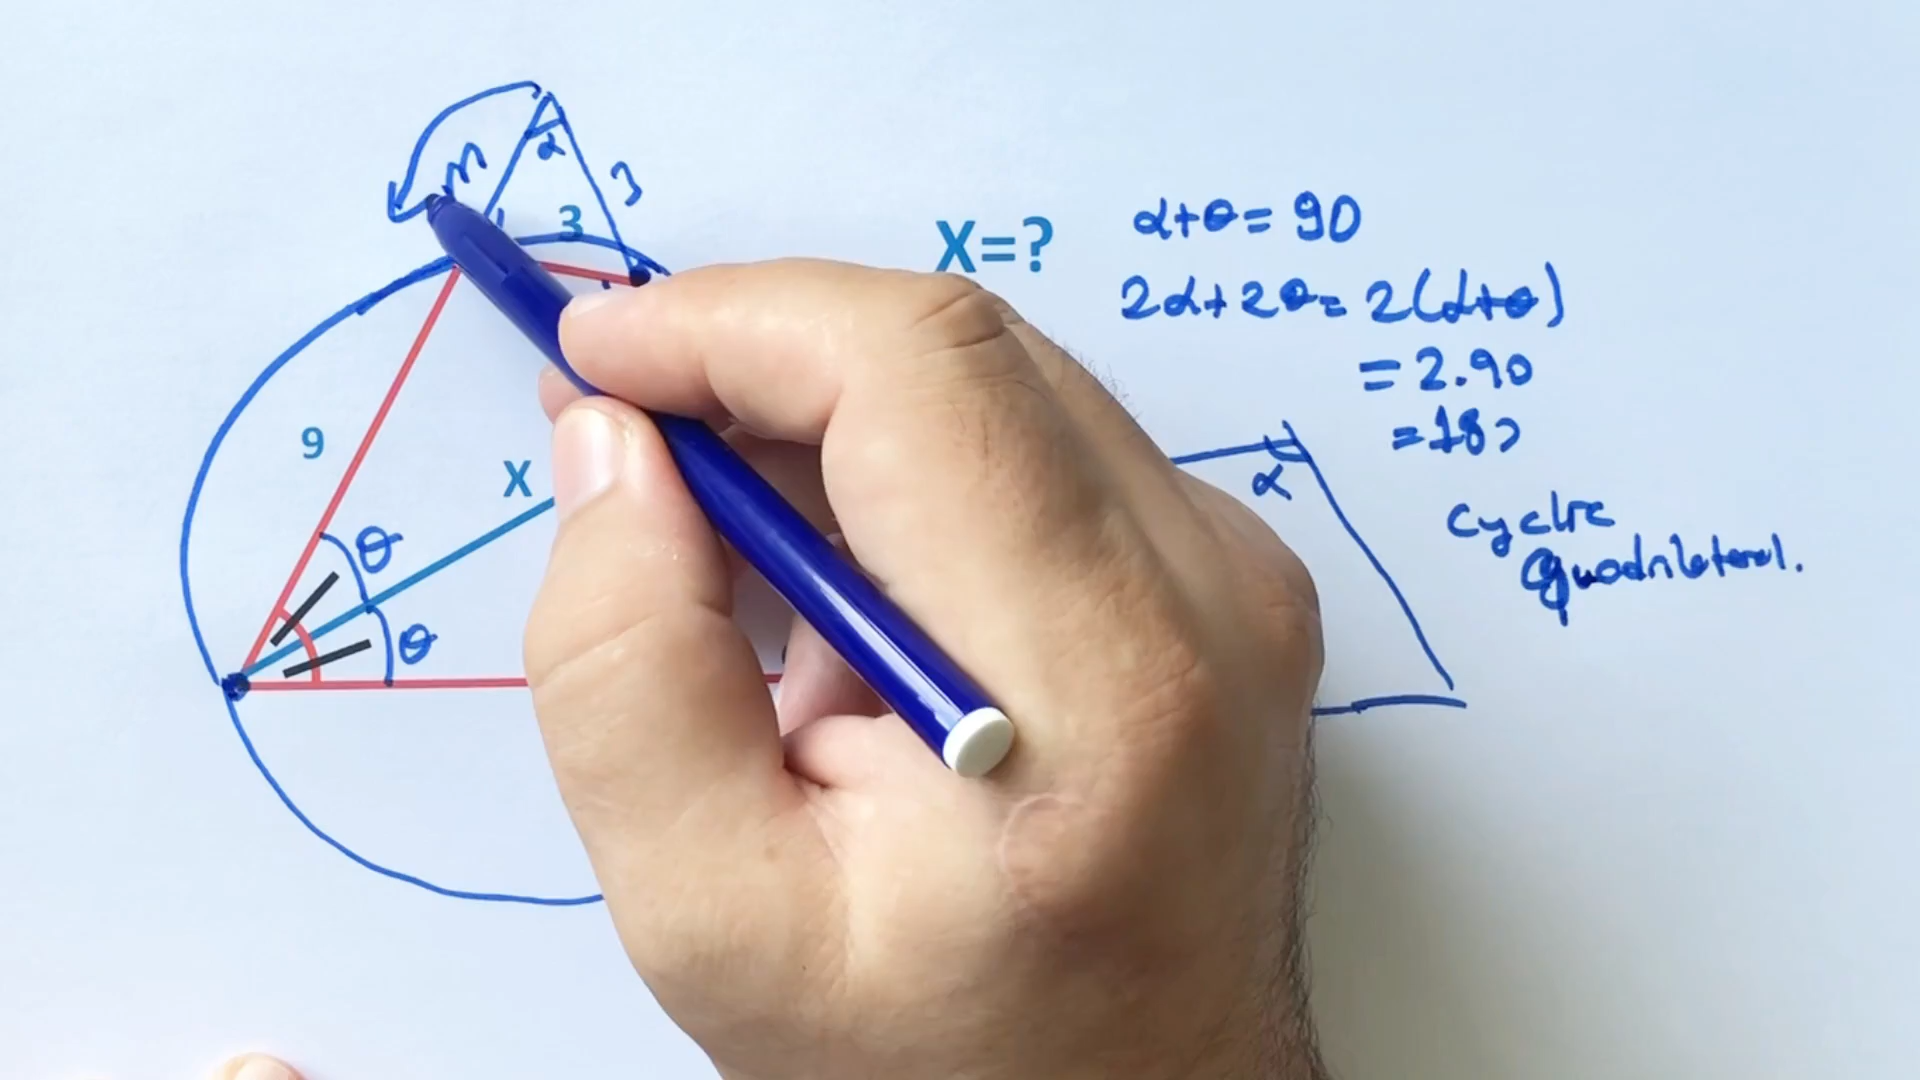 m
α
3
3
X=?
α+θ= 90
2α+2θ= 2(α+θ)
= 2.90
=180
9
X
α
θ
θ
Cyclic
Quadrilateral.